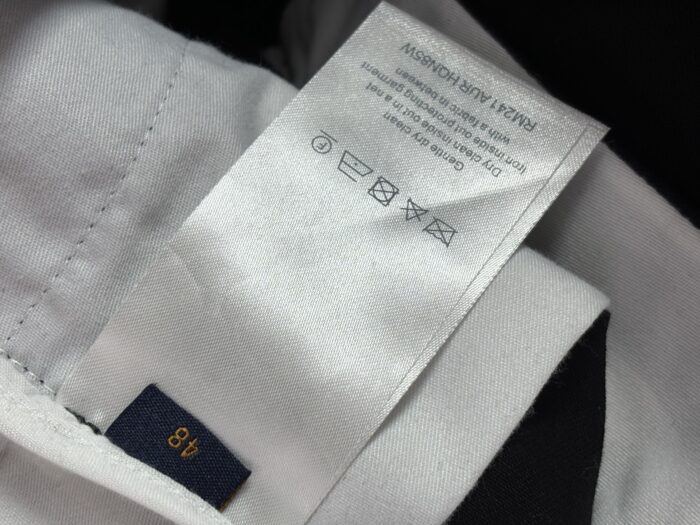 48
F
Gentle dry clean
Dry clean inside out in a net
Iron inside out protecting garment
with a fabric in between
RM241 AUR HQN85W